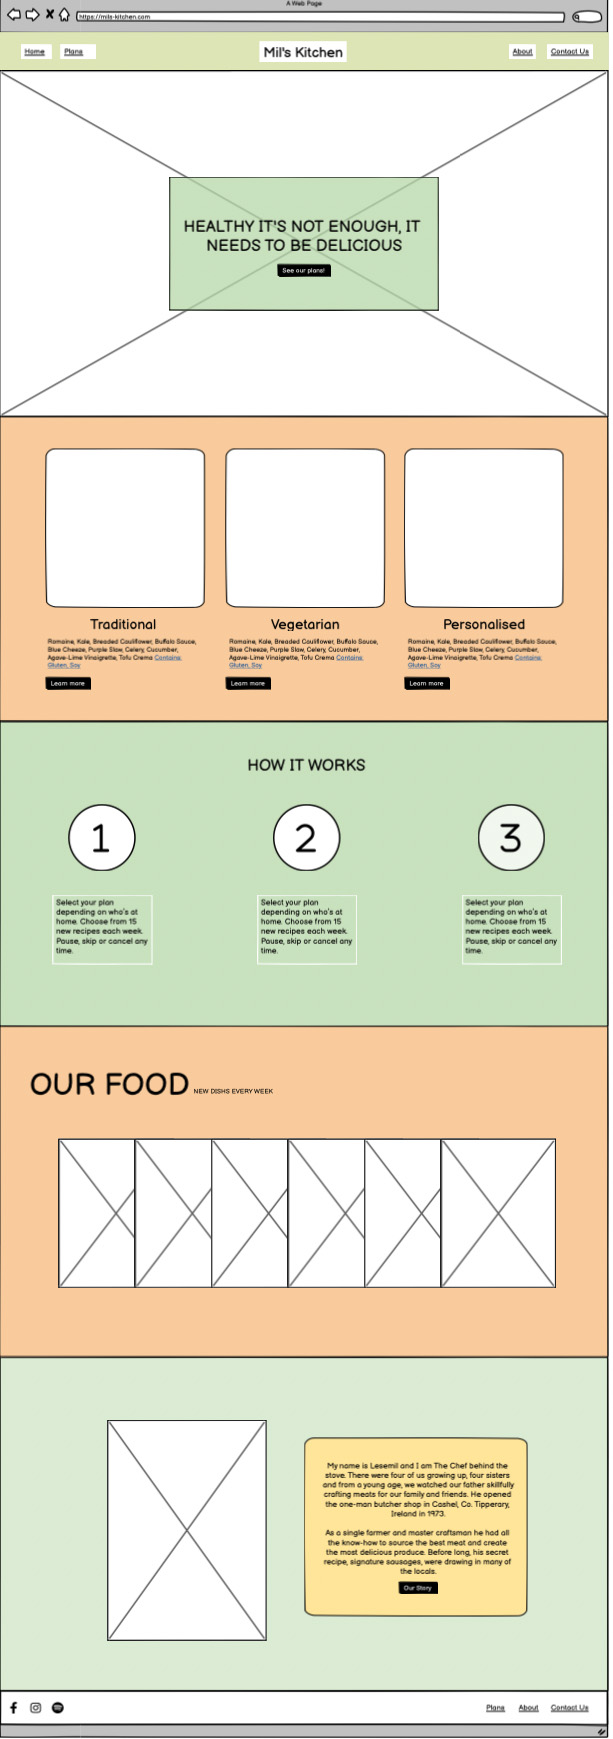 A Web Page
https://mils-kitchen.com
Home Plans Mil's Kitchen About Contact Us
HEALTHY IT'S NOT ENOUGH, IT
NEEDS TO BE DELICIOUS
See our plans!
Traditional
Romaine, Kale, Breaded Cauliflower, Buffalo Sauce,
Blue Cheeze, Purple Slaw, Celery, Cucumber,
Agave-Lime Vinaigrette, Tofu Crema Contains:
Gluten, Soy
Learn more
Vegetarian
Romaine, Kale, Breaded Cauliflower, Buffalo Sauce,
Blue Cheeze, Purple Slaw, Celery, Cucumber,
Agave-Lime Vinaigrette, Tofu Crema Contains:
Gluten, Soy
Learn more
Personalised
Romaine, Kale, Breaded Cauliflower, Buffalo Sauce,
Blue Cheeze, Purple Slaw, Celery, Cucumber,
Agave-Lime Vinaigrette, Tofu Crema Contains:
Gluten, Soy
Learn more
HOW IT WORKS
1
Select your plan
depending on who's at
home. Choose from 15
new recipes each week.
Pause, skip or cancel any
time.
2
Select your plan
depending on who's at
home. Choose from 15
new recipes each week.
Pause, skip or cancel any
time.
3
Select your plan
depending on who's at
home. Choose from 15
new recipes each week.
Pause, skip or cancel any
time.
OUR FOOD NEW DISHS EVERY WEEK
My name is Lesemil and I am The Chef behind the
stove. There were four of us growing up, four sisters
and from a young age, we watched our father skillfully
crafting meats for our family and friends. He opened
the one-man butcher shop in Cashel, Co. Tipperary,
Ireland in 1973.
As a single farmer and master craftsman he had all
the know-how to source the best meat and create
the most delicious produce. Before long, his secret
recipe, signature sausages, were drawing in many of
the locals.
Our Story
Plans About Contact Us